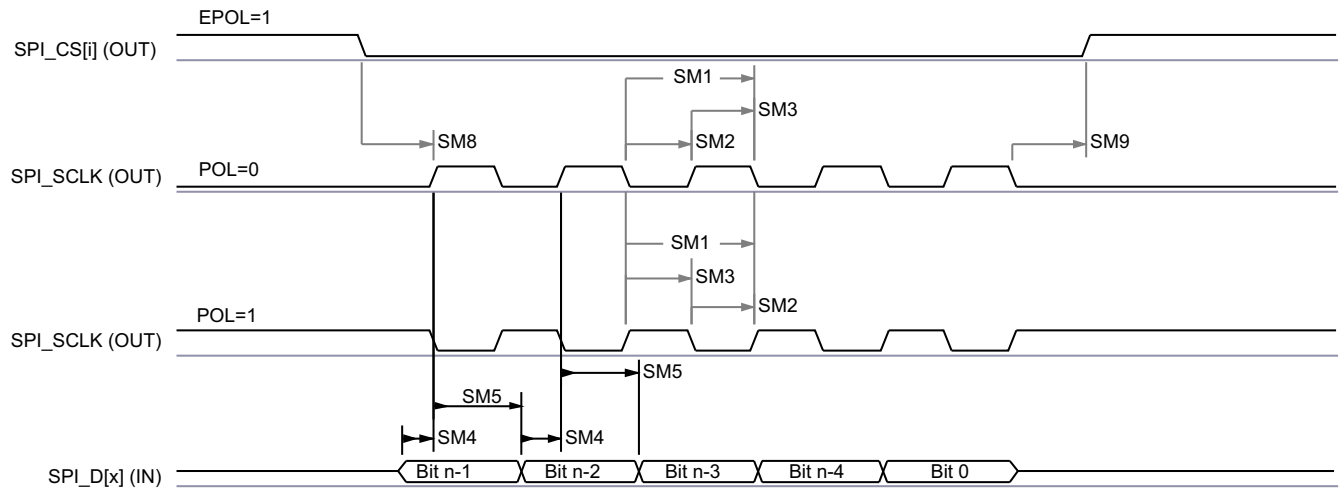 EPOL=1
SPI_CS[i] (OUT)
SM1
SM3
SM8
SM2
SM9
POL=0
SPI_SCLK (OUT)
SM1
SM3
SM2
POL=1
SPI_SCLK (OUT)
SM5
SM5
SM4
SM4
SPI_D[x] (IN)
Bit n-1
Bit n-2
Bit n-3
Bit n-4
Bit 0